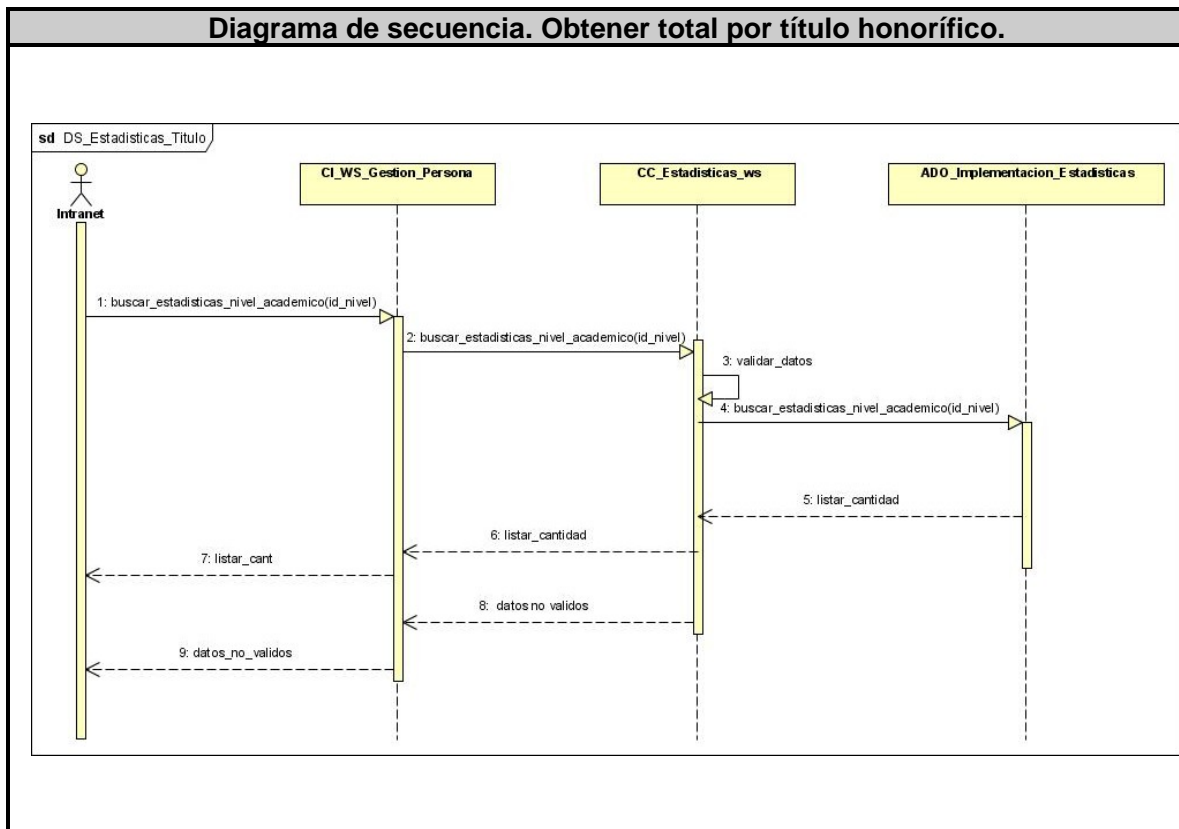 Diagrama de secuencia. Obtener total por título honorífico.
sd DS_Estadisticas_Titulo
Intranet
CI_WS_Gestion_Persona
CC_Estadisticas_ws
ADO_Implementacion_Estadisticas
1: buscar_estadisticas_nivel_academico(id_nivel)
2: buscar_estadisticas_nivel_academico(id_nivel)
3: validar_datos
4: buscar_estadisticas_nivel_academico(id_nivel)
5: listar_cantidad
6: listar_cantidad
7: listar_cant
8: datos no validos
9: datos_no_validos